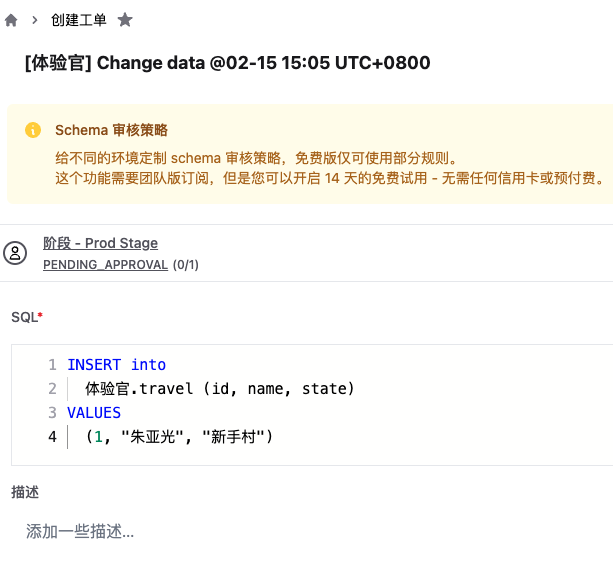 创建工单
[体验官] Change data @02-15 15:05 UTC+0800
Schema 审核策略
给不同的环境定制 schema 审核策略，免费版仅可使用部分规则。
这个功能需要团队版订阅，但是您可以开启 14 天的免费试用 - 无需任何信用卡或预付费。
阶段 - Prod Stage
PENDING_APPROVAL (0/1)
SQL*
1 INSERT into
2 体验官.travel (id, name, state)
3 VALUES
4 (1, "朱亚光", "新手村")
描述
添加一些描述...